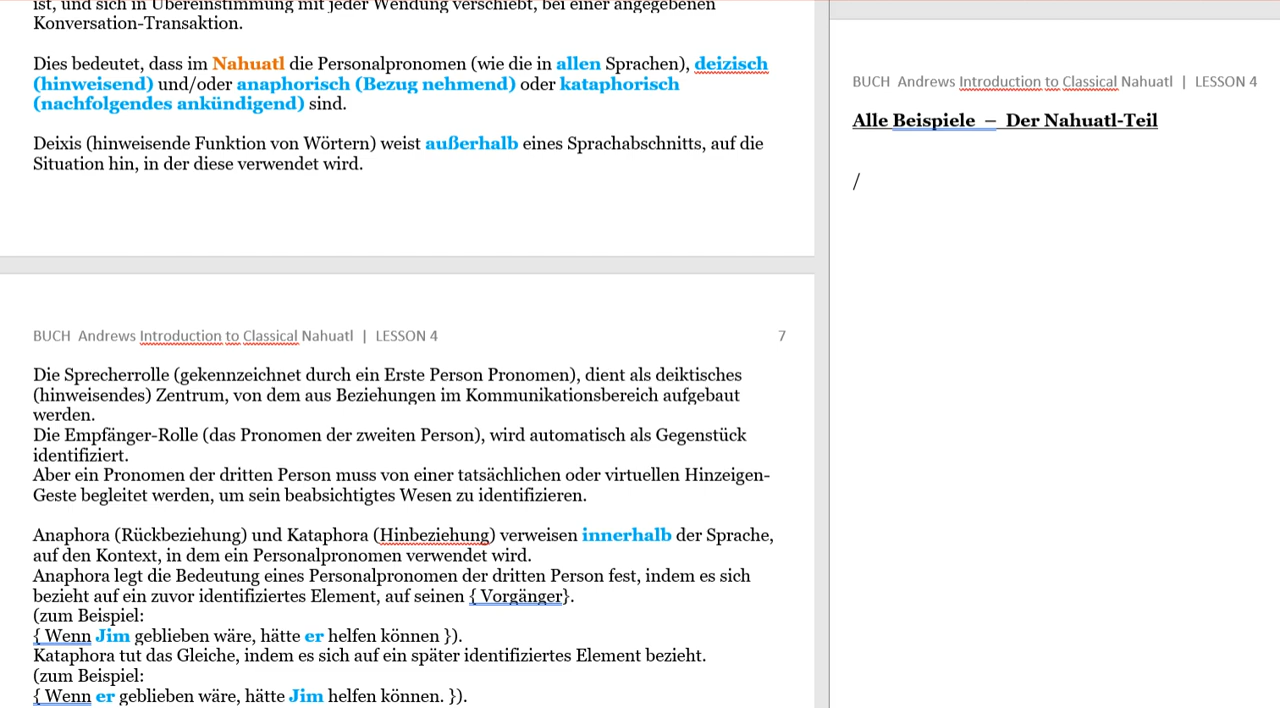 ist, und sich in Übereinstimmung mit jeder Wendung verschiebt, bei einer angegebenen
Konversation-Transaktion.
Dies bedeutet, dass im Nahuatl die Personalpronomen (wie die in allen Sprachen), deizisch
(hinweisend) und/oder anaphorisch (Bezug nehmend) oder kataphorisch
(nachfolgendes ankündigend) sind.
Deixis (hinweisende Funktion von Wörtern) weist außerhalb eines Sprachabschnitts, auf die
Situation hin, in der diese verwendet wird.
BUCH Andrews Introduction to Classical Nahuatl | LESSON 4 7
Die Sprecherrolle (gekennzeichnet durch ein Erste Person Pronomen), dient als deiktisches
(hinweisendes) Zentrum, von dem aus Beziehungen im Kommunikationsbereich aufgebaut
werden.
Die Empfänger-Rolle (das Pronomen der zweiten Person), wird automatisch als Gegenstück
identifiziert.
Aber ein Pronomen der dritten Person muss von einer tatsächlichen oder virtuellen Hinzeigen-
Geste begleitet werden, um sein beabsichtigtes Wesen zu identifizieren.
Anaphora (Rückbeziehung) und Kataphora (Hinbeziehung) verweisen innerhalb der Sprache,
auf den Kontext, in dem ein Personalpronomen verwendet wird.
Anaphora legt die Bedeutung eines Personalpronomen der dritten Person fest, indem es sich
bezieht auf ein zuvor identifiziertes Element, auf seinen { Vorgänger}.
(zum Beispiel:
{ Wenn Jim geblieben wäre, hätte er helfen können }).
Kataphora tut das Gleiche, indem es sich auf ein später identifiziertes Element bezieht.
(zum Beispiel:
{ Wenn er geblieben wäre, hätte Jim helfen können. }).
BUCH Andrews Introduction to Classical Nahuatl | LESSON 4
Alle Beispiele – Der Nahuatl-Teil
/